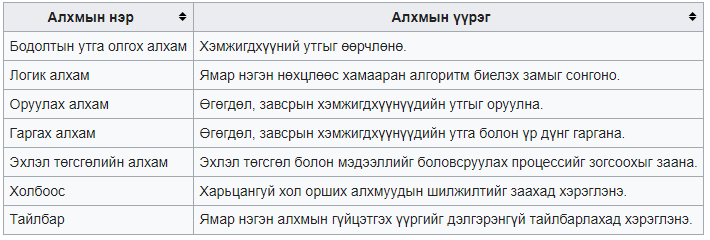 Алхмын нэр Алхмын үүрэг
Бодолтын утга олгох алхам Хэмжигдхүүний утгыг өөрчлөнө.
Логик алхам Ямар нэгэн нөхцлөөс хамааран алгоритм биелэх замыг сонгоно.
Оруулах алхам Өгөгдөл, завсрын хэмжигдхүүнүүдийн утгыг оруулна.
Гаргах алхам Өгөгдөл, завсрын хэмжигдхүүнүүдийн утга болон үр дүнг гаргана.
Эхлэл төгсгөлийн алхам Эхлэл төгсгөл болон мэдээллийг боловсруулах процессийг зогсоохыг заана.
Холбоос Харьцангуй хол орших алхмуудын шилжилтийг заахад хэрэглэнэ.
Тайлбар Ямар нэгэн алхмын гүйцэтгэх үүргийг дэлгэрэнгүй тайлбарлахад хэрэглэнэ.